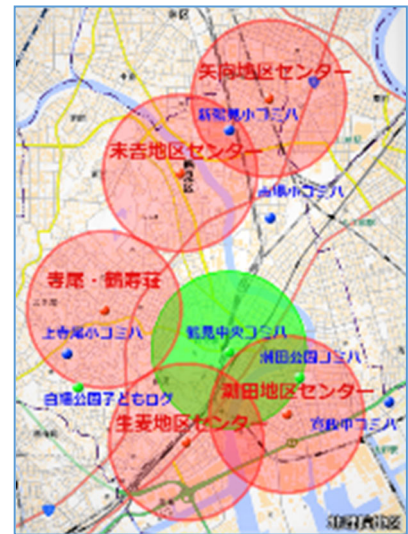 矢向地区センター
新鶴見小コミハ
末吉地区センター
市場小コミハ
寺尾・鶴寿荘
上寺尾小コミハ
鶴見中央コミハ
潮田公園コミハ
白幡公園子どもログ
潮田地区センター
生麦地区センター
寛政中コミハ